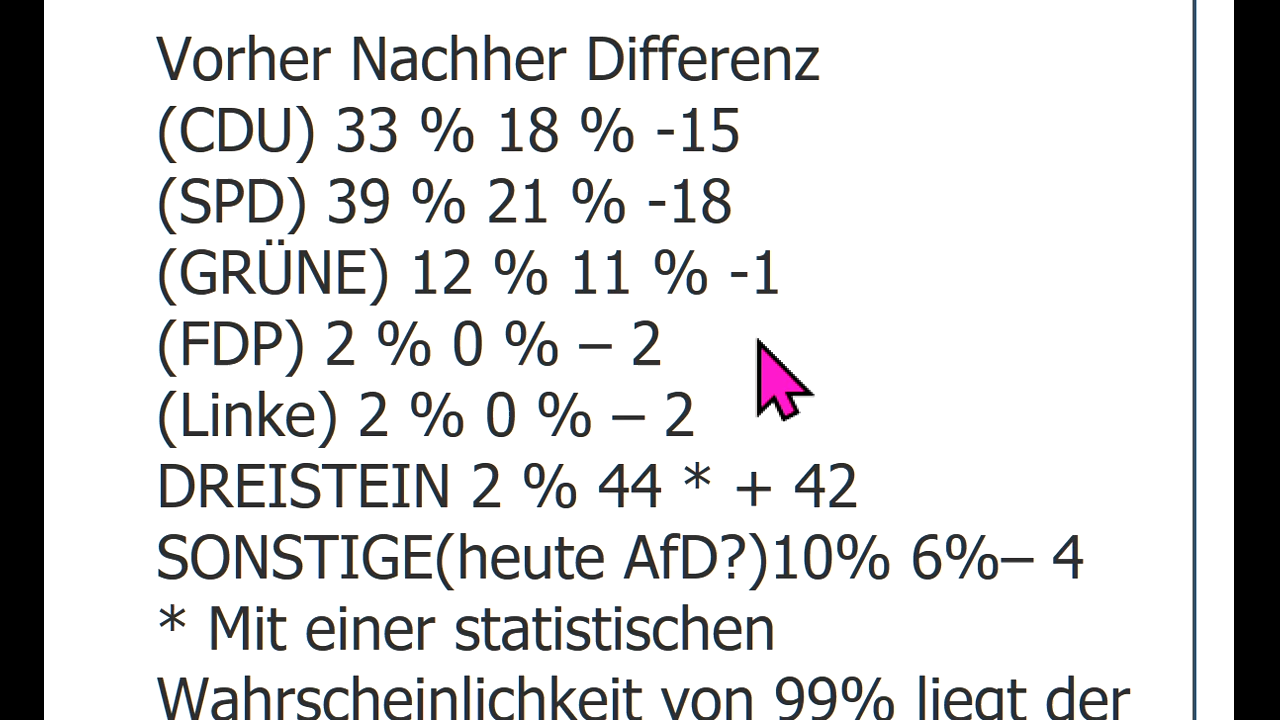 Vorher Nachher Differenz
(CDU) 33 % 18 % -15
(SPD) 39 % 21 % -18
(GRÜNE) 12 % 11 % -1
(FDP) 2 % 0 % – 2
(Linke) 2 % 0 % – 2
DREISTEIN 2 % 44 * + 42
SONSTIGE(heute AfD?)10% 6%– 4
* Mit einer statistischen
Wahrscheinlichkeit von 99% liegt der